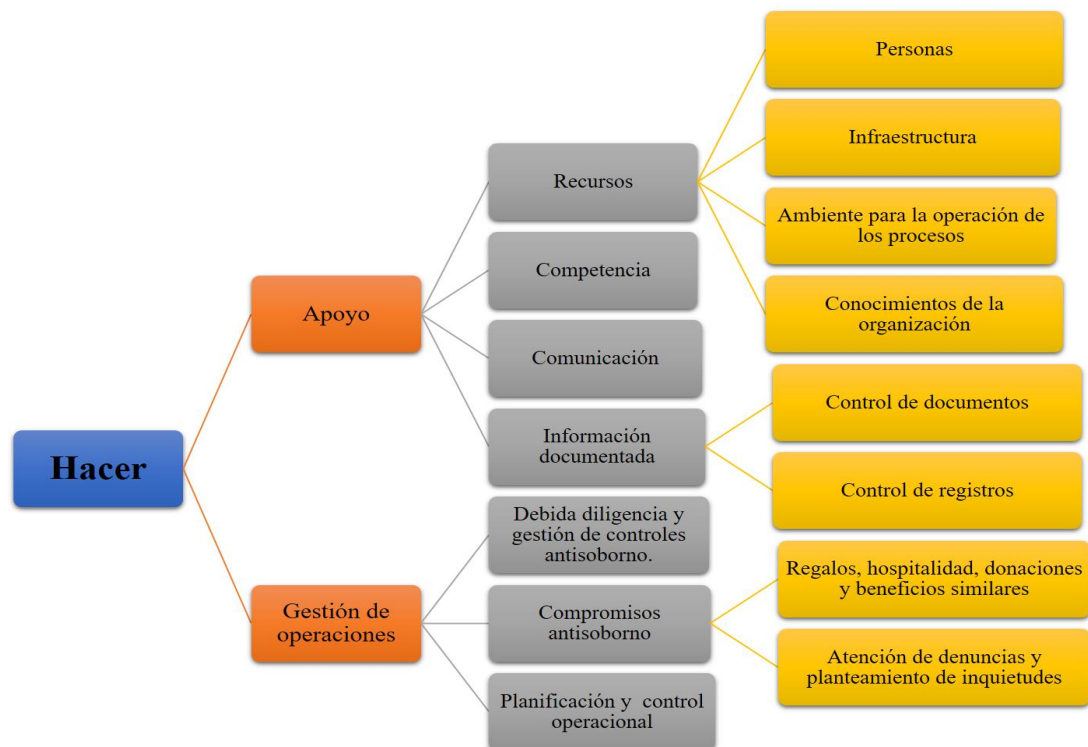 Hacer
Apoyo
Recursos
Personas
Infraestructura
Ambiente para la operación de
los procesos
Conocimientos de la
organización
Competencia
Comunicación
Información
documentada
Control de documentos
Control de registros
Gestión de
operaciones
Debida diligencia y
gestión de controles
antisoborno.
Compromisos
antisoborno
Regalos, hospitalidad, donaciones
y beneficios similares
Atención de denuncias y
planteamiento de inquietudes
Planificación y control
operacional